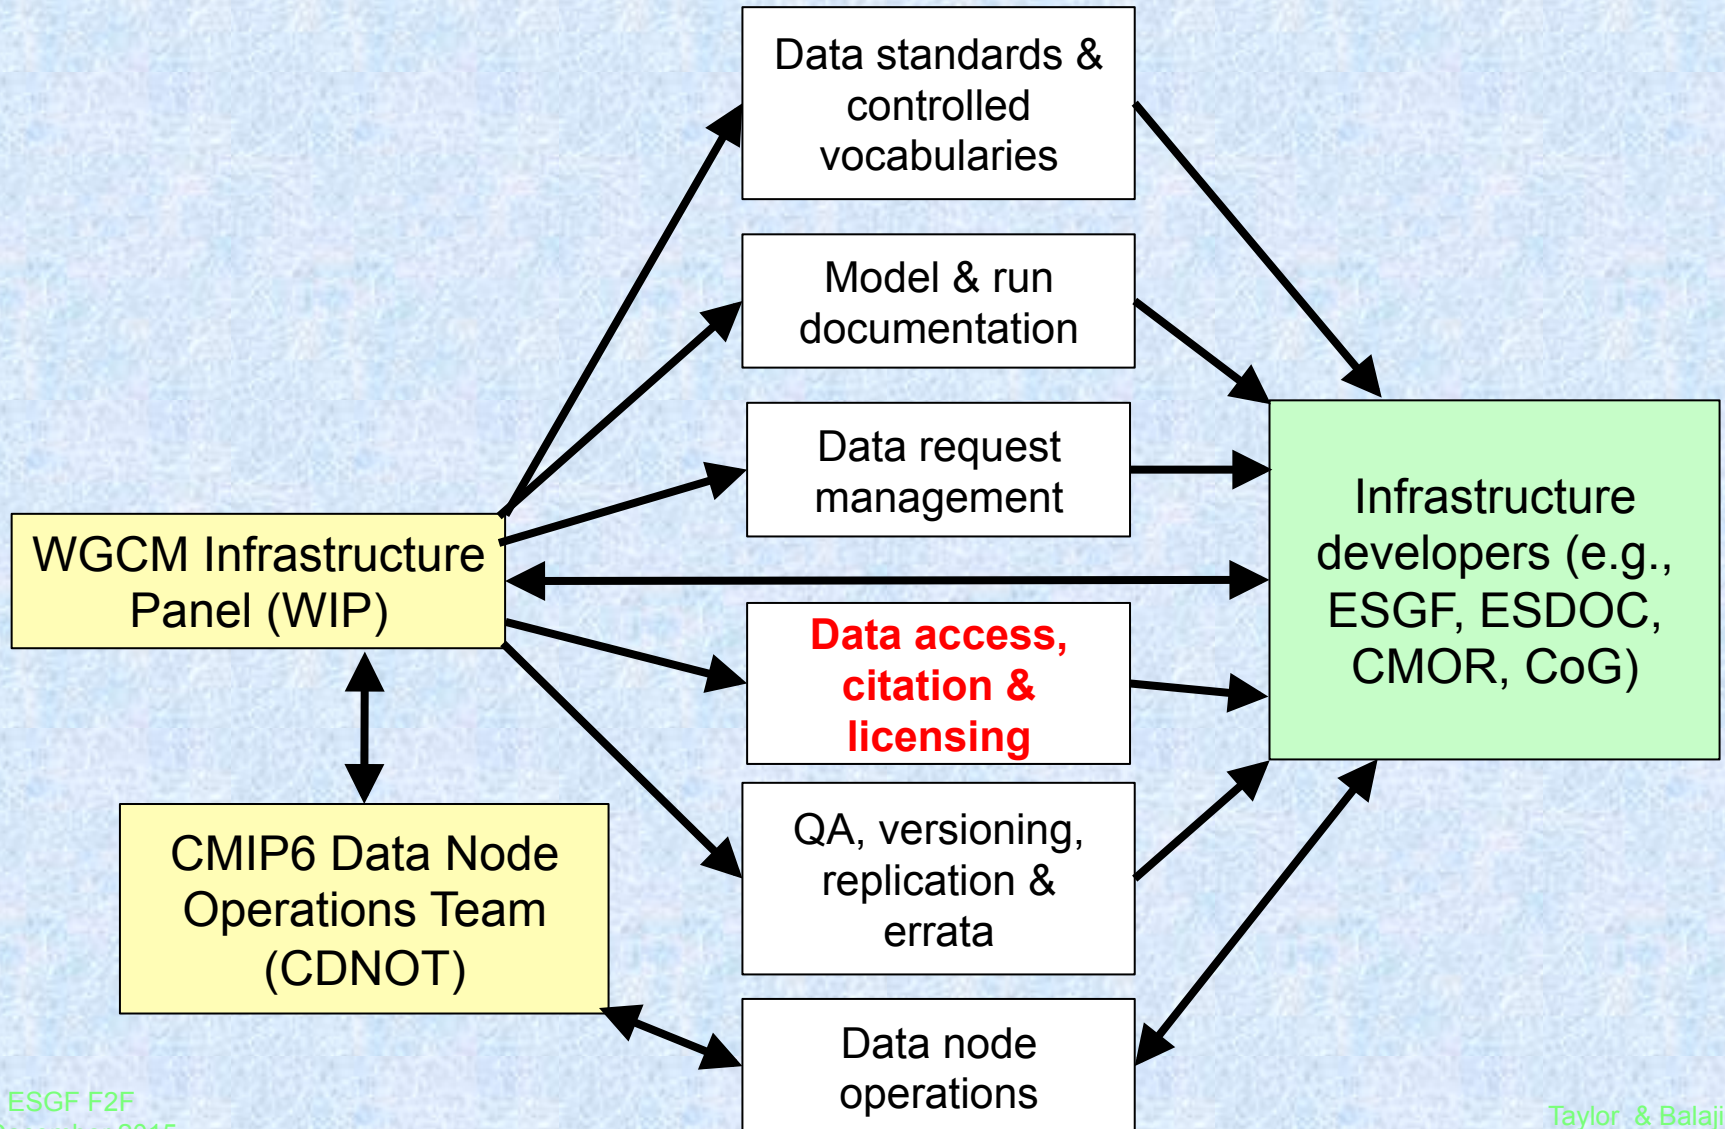 Data standards &
controlled
vocabularies
Model & run
documentation
Data request
management
WGCM Infrastructure
Panel (WIP)
Infrastructure
developers (e.g.,
ESGF, ESDOC,
CMOR, CoG)
Data access,
citation &
licensing
CMIP6 Data Node
Operations Team
(CDNOT)
QA, versioning,
replication &
errata
Data node
operations
ESGF F2F
2015
Taylor & Balaji